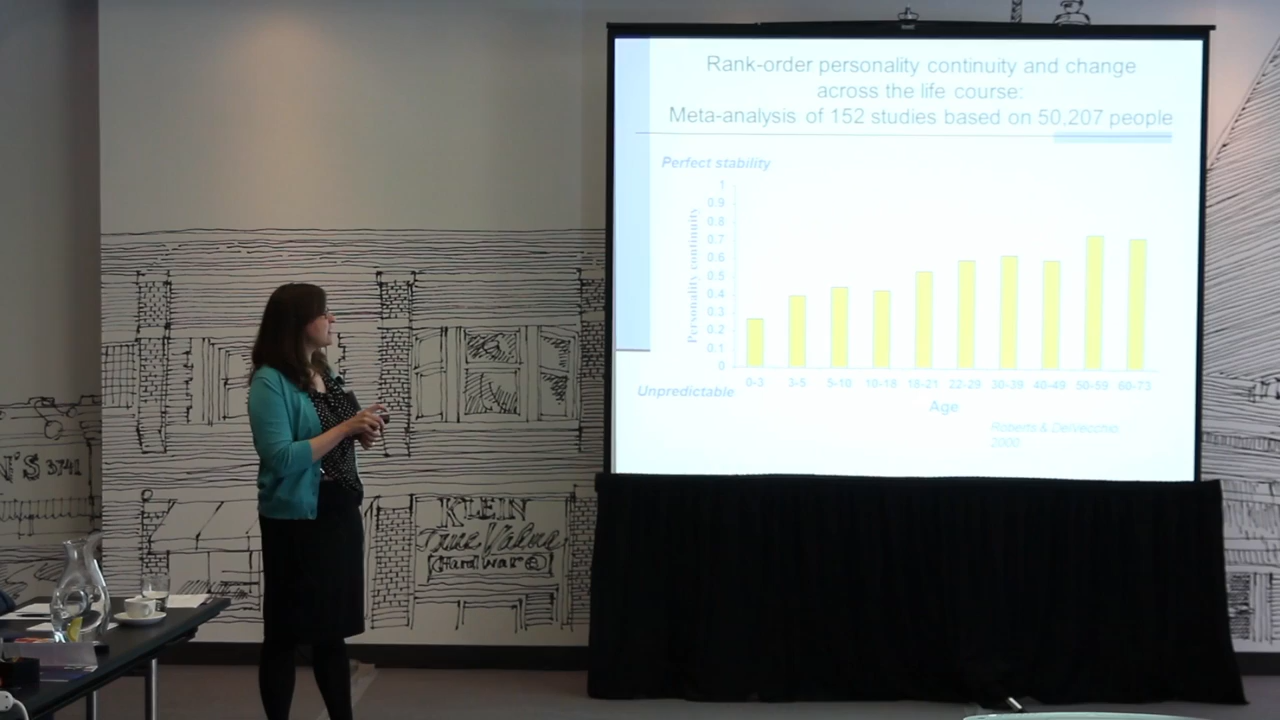 Rank-order personality continuity and change
across the life course:
Meta-analysis of 152 studies based on 50,207 people
Perfect stability
Personality continuity
1
0.9
0.8
0.7
0.6
0.5
0.4
0.3
0.2
0.1
0
0-3 3-5 5-10 10-18 18-21 22-29 30-39 40-49 50-59 60-73
Unpredictable
Age
Roberts & DelVecchio
2000
N'S 3741
KLEIN
True Value
Hardware